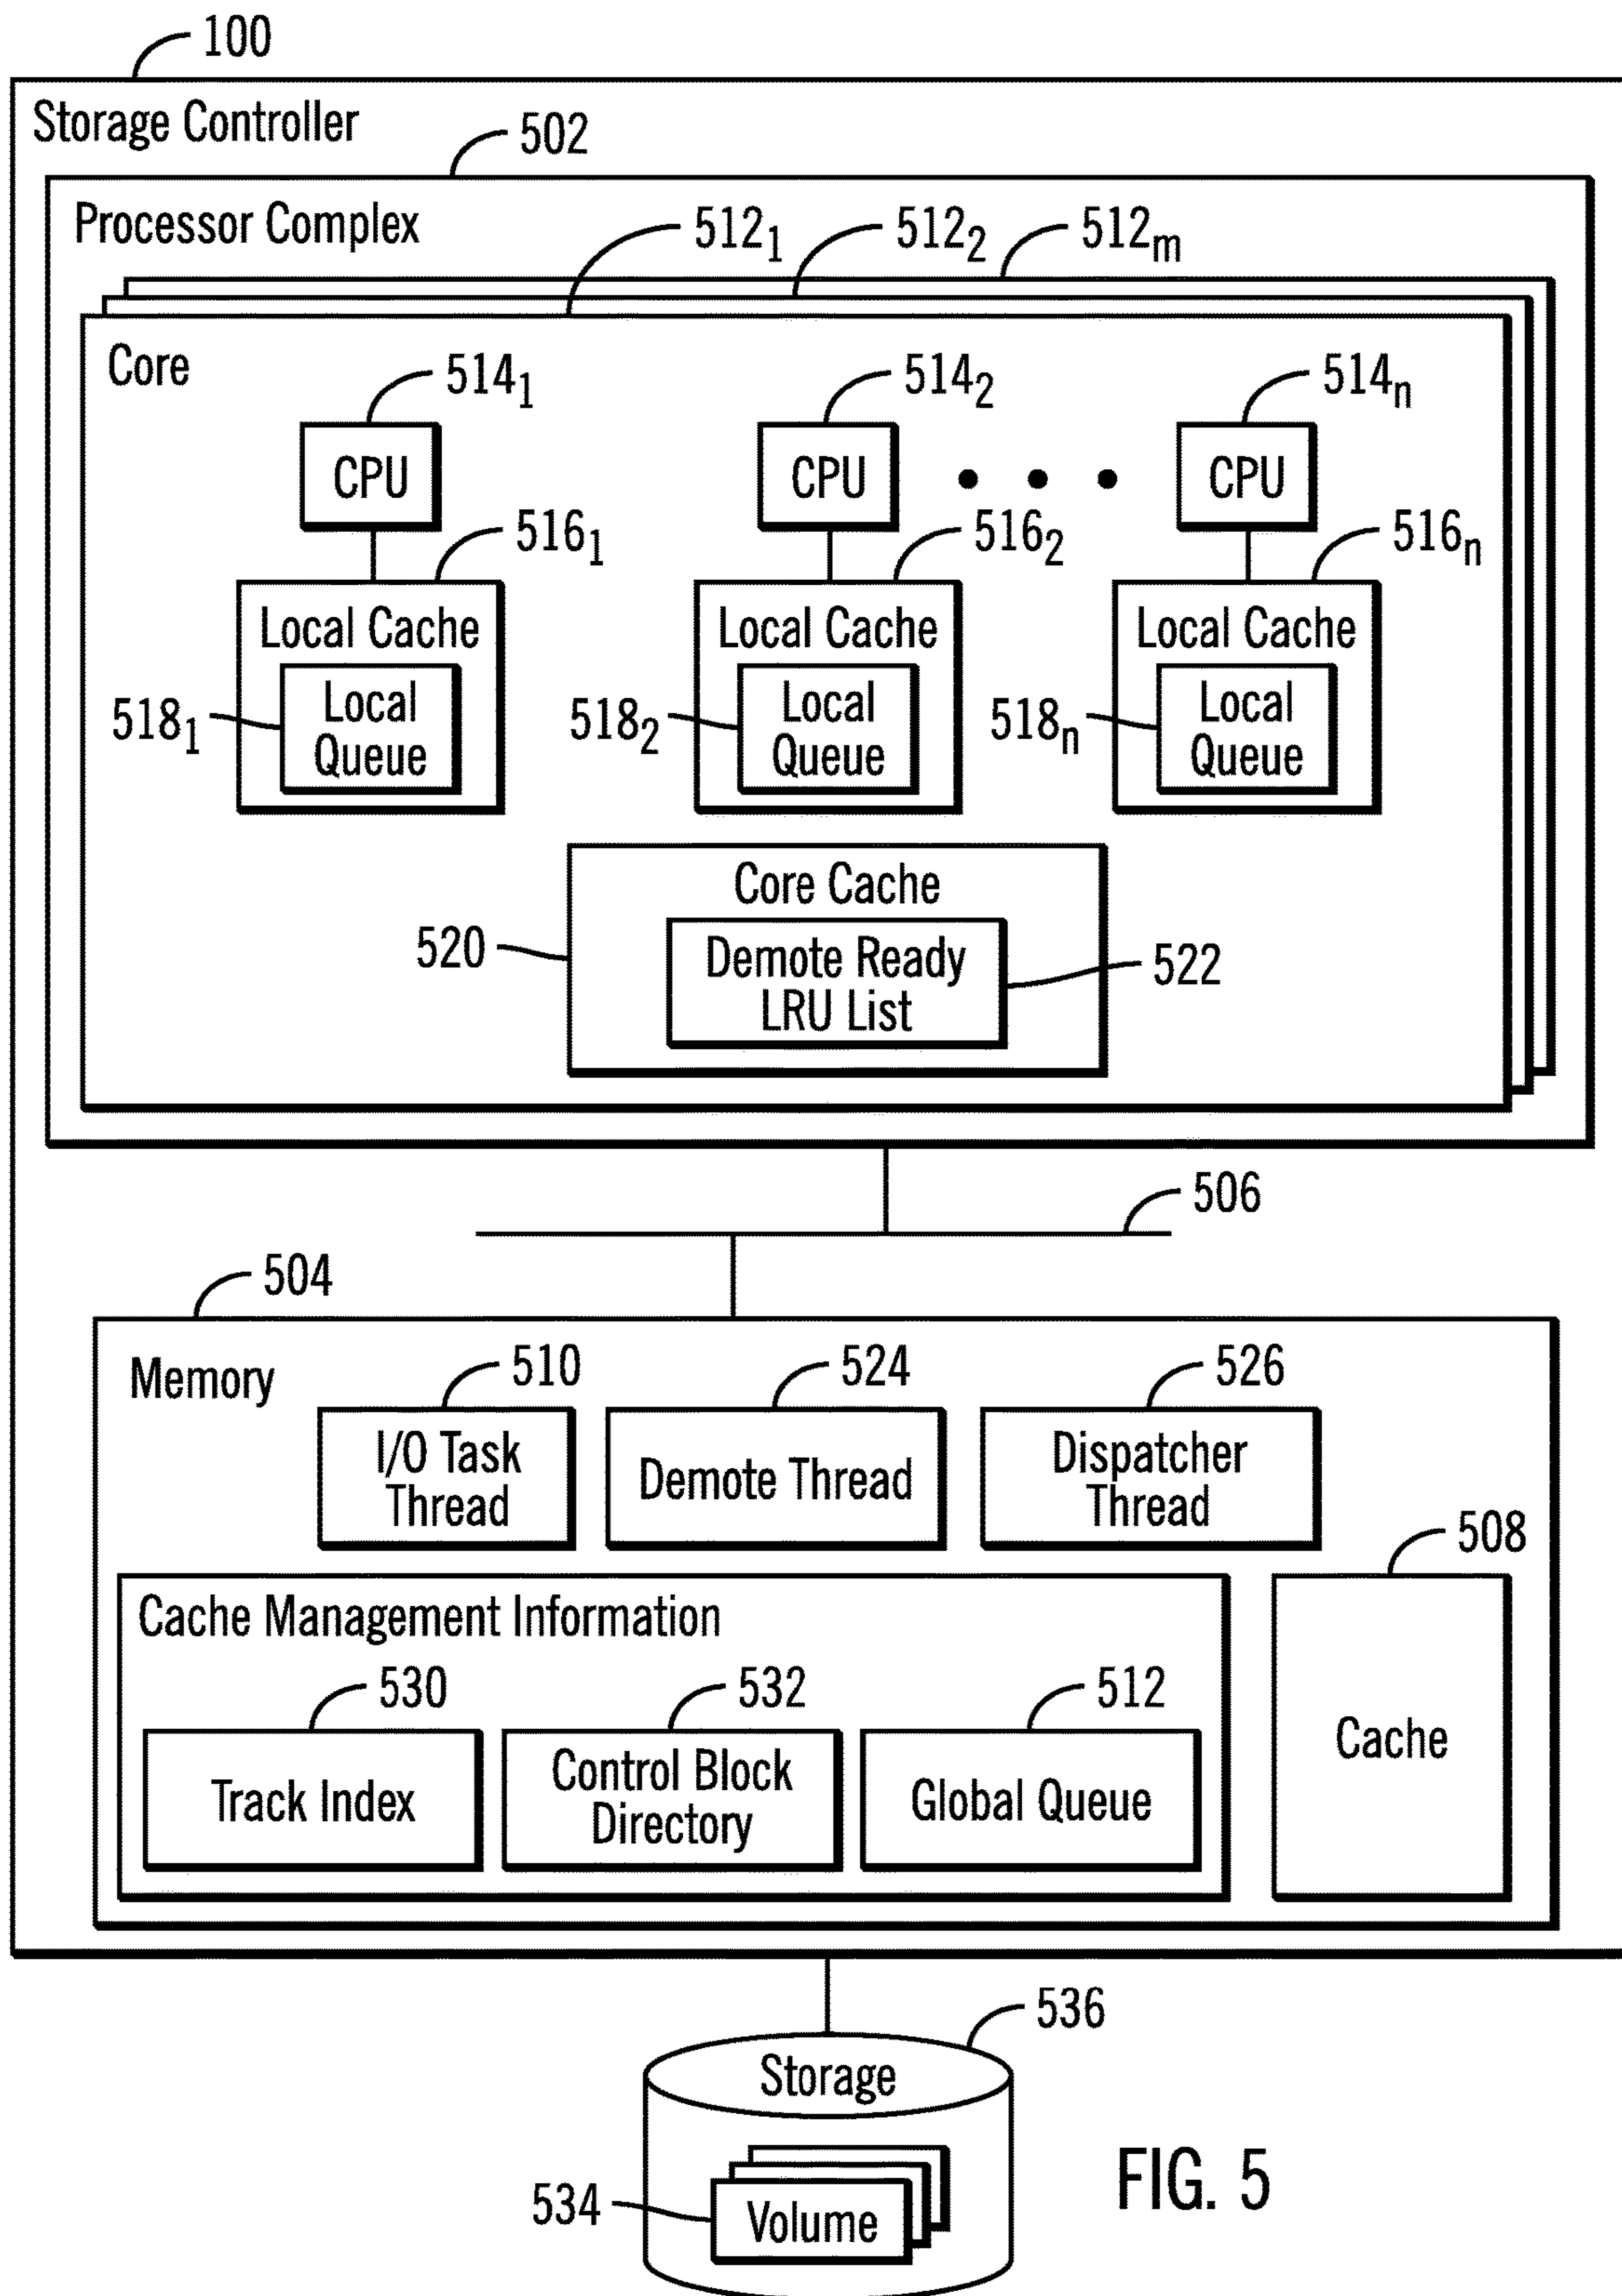 100
Storage Controller
502
Processor Complex
512₁
512₂
512ₘ
Core
514₁
514₂
514ₙ
CPU
CPU
CPU
516₁
516₂
516ₙ
Local Cache
Local Cache
Local Cache
518₁
Local
Queue
518₂
Local
Queue
518ₙ
Local
Queue
Core Cache
520
Demote Ready
LRU List
522
506
504
Memory
510
524
526
I/O Task
Thread
Demote Thread
Dispatcher
Thread
508
Cache Management Information
530
532
512
Track Index
Control Block
Directory
Global Queue
Cache
536
Storage
534
Volume
FIG. 5